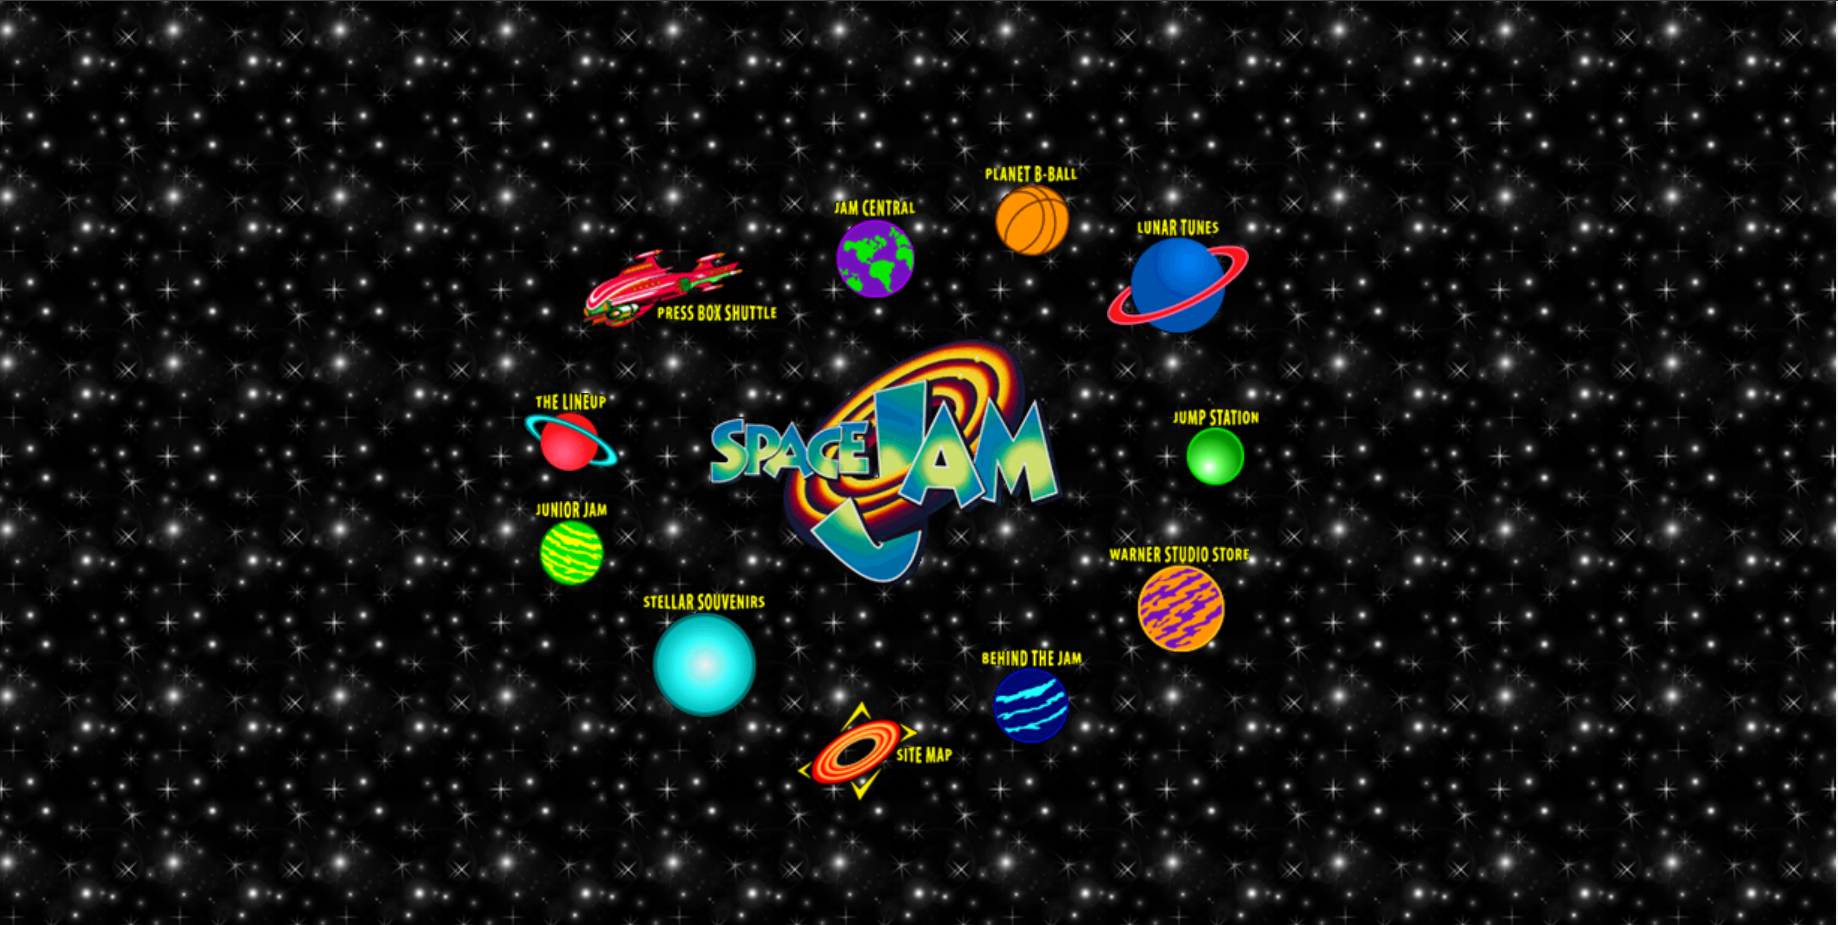 PLANET B-BALL
JAM CENTRAL
LUNAR TUNES
PRESS BOX SHUTTLE
THE LINEUP
SPACE JAM
JUMP STATION
JUNIOR JAM
WARNER STUDIO STORE
STELLAR SOUVENIRS
BEHIND THE JAM
SITE MAP